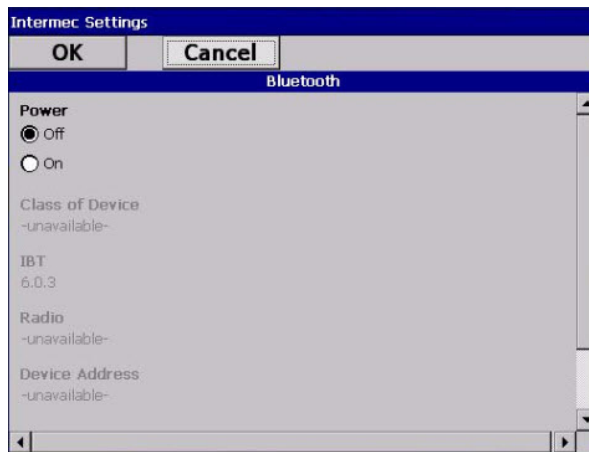 Intermec Settings
OK Cancel
Bluetooth
Power
Off
On
Class of Device
-unavailable-
IBT
6.0.3
Radio
-unavailable-
Device Address
-unavailable-